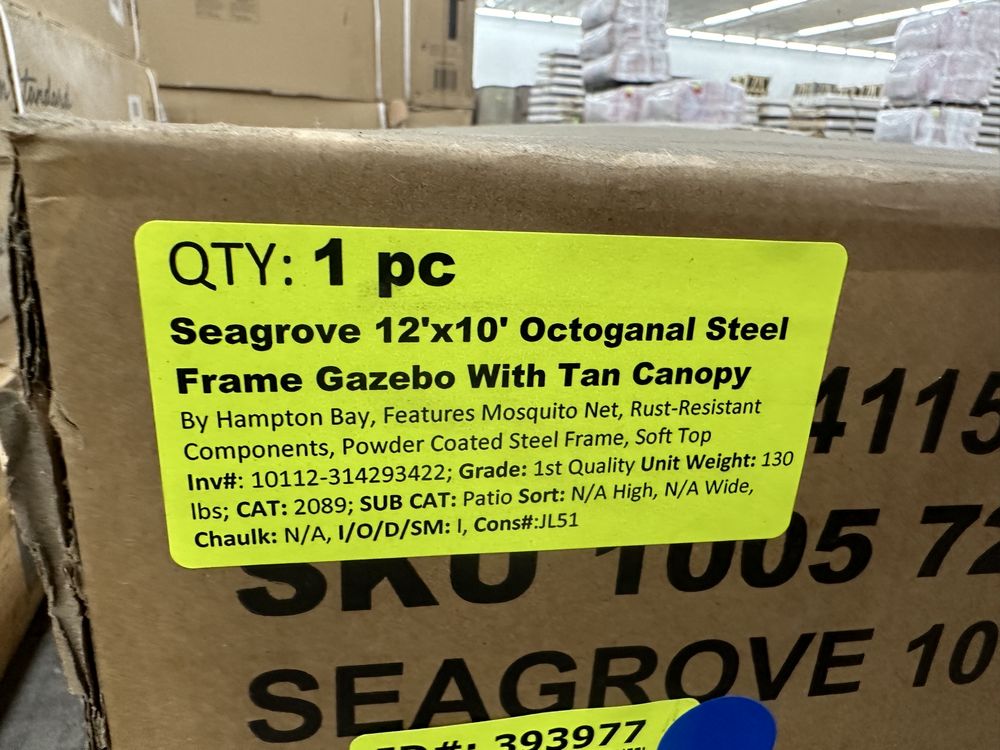 tandard
QTY: 1 pc
Seagrove 12'x10' Octoganal Steel
Frame Gazebo With Tan Canopy
By Hampton Bay, Features Mosquito Net, Rust-Resistant
Components, Powder Coated Steel Frame, Soft Top
Inv#: 10112-314293422; Grade: 1st Quality Unit Weight: 130
lbs; CAT: 2089; SUB CAT: Patio Sort: N/A High, N/A Wide,
Chaulk: N/A, I/O/D/SM: I, Cons#:JL51
4115
SKU 1005 72
SEAGROVE 10
ID#: 393977